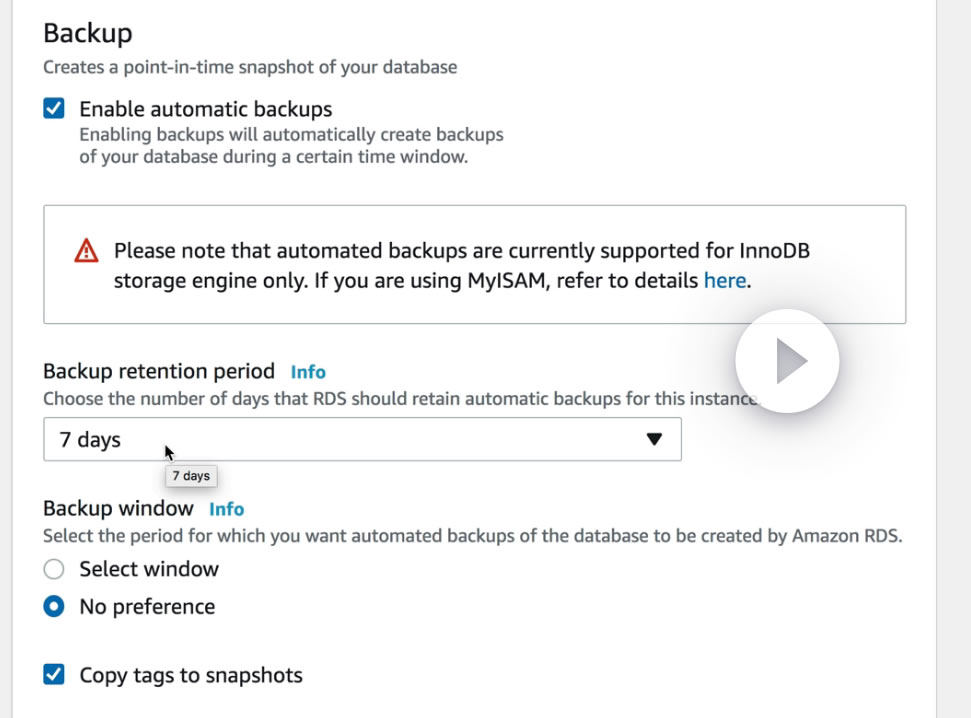 Backup
Creates a point-in-time snapshot of your database
Enable automatic backups
Enabling backups will automatically create backups
of your database during a certain time window.
Please note that automated backups are currently supported for InnoDB
storage engine only. If you are using MyISAM, refer to details here.
Backup retention period Info
Choose the number of days that RDS should retain automatic backups for this instance
7 days
7 days
Backup window Info
Select the period for which you want automated backups of the database to be created by Amazon RDS.
Select window
No preference
Copy tags to snapshots